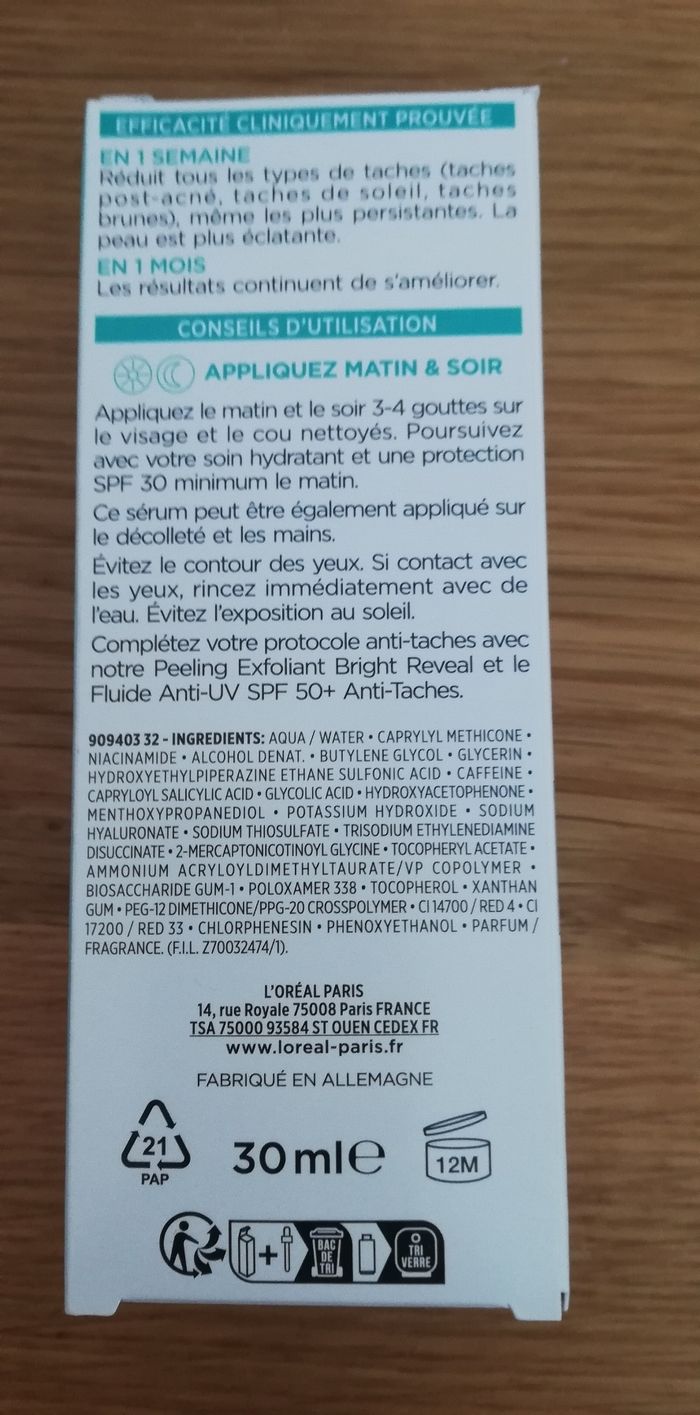 EFFICACITÉ CLINIQUEMENT PROUVÉE
EN 1 SEMAINE
Réduit tous les types de taches (taches
post-acné, taches de soleil, taches
brunes), même les plus persistantes. La
peau est plus éclatante.
EN 1 MOIS
Les résultats continuent de s'améliorer.
CONSEILS D'UTILISATION
APPLIQUEZ MATIN & SOIR
Appliquez le matin et le soir 3-4 gouttes sur
le visage et le cou nettoyés. Poursuivez
avec votre soin hydratant et une protection
SPF 30 minimum le matin.
Ce sérum peut être également appliqué sur
le décolleté et les mains.
Évitez le contour des yeux. Si contact avec
les yeux, rincez immédiatement avec de
l'eau. Évitez l'exposition au soleil.
Complétez votre protocole anti-taches avec
notre Peeling Exfoliant Bright Reveal et le
Fluide Anti-UV SPF 50+ Anti-Taches.
909403 32 - INGREDIENTS: AQUA / WATER • CAPRYLYL METHICONE •
NIACINAMIDE • ALCOHOL DENAT. • BUTYLENE GLYCOL • GLYCERIN •
HYDROXYETHYLPIPERAZINE ETHANE SULFONIC ACID • CAFFEINE •
CAPRYLOYL SALICYLIC ACID • GLYCOLIC ACID • HYDROXYACETOPHENONE •
MENTHOXYPROPANEDIOL • POTASSIUM HYDROXIDE • SODIUM
HYALURONATE • SODIUM THIOSULFATE • TRISODIUM ETHYLENEDIAMINE
DISUCCINATE • 2-MERCAPTONICOTINOYL GLYCINE • TOCOPHERYL ACETATE •
AMMONIUM ACRYLOYLDIMETHYLTAURATE/VP COPOLYMER •
BIOSACCHARIDE GUM-1 • POLOXAMER 338 • TOCOPHEROL • XANTHAN
GUM • PEG-12 DIMETHICONE/PPG-20 CROSSPOLYMER • CI 14700 / RED 4 • CI
17200 / RED 33 • CHLORPHENESIN • PHENOXYETHANOL • PARFUM /
FRAGRANCE. (F.I.L. Z70032474/1).
L'ORÉAL PARIS
14, rue Royale 75008 Paris FRANCE
TSA 75000 93584 ST OUEN CEDEX FR
www.loreal-paris.fr
FABRIQUÉ EN ALLEMAGNE
21
PAP
30 ml e
12M
+
BAC
DE
TRI
TRI
VERRE